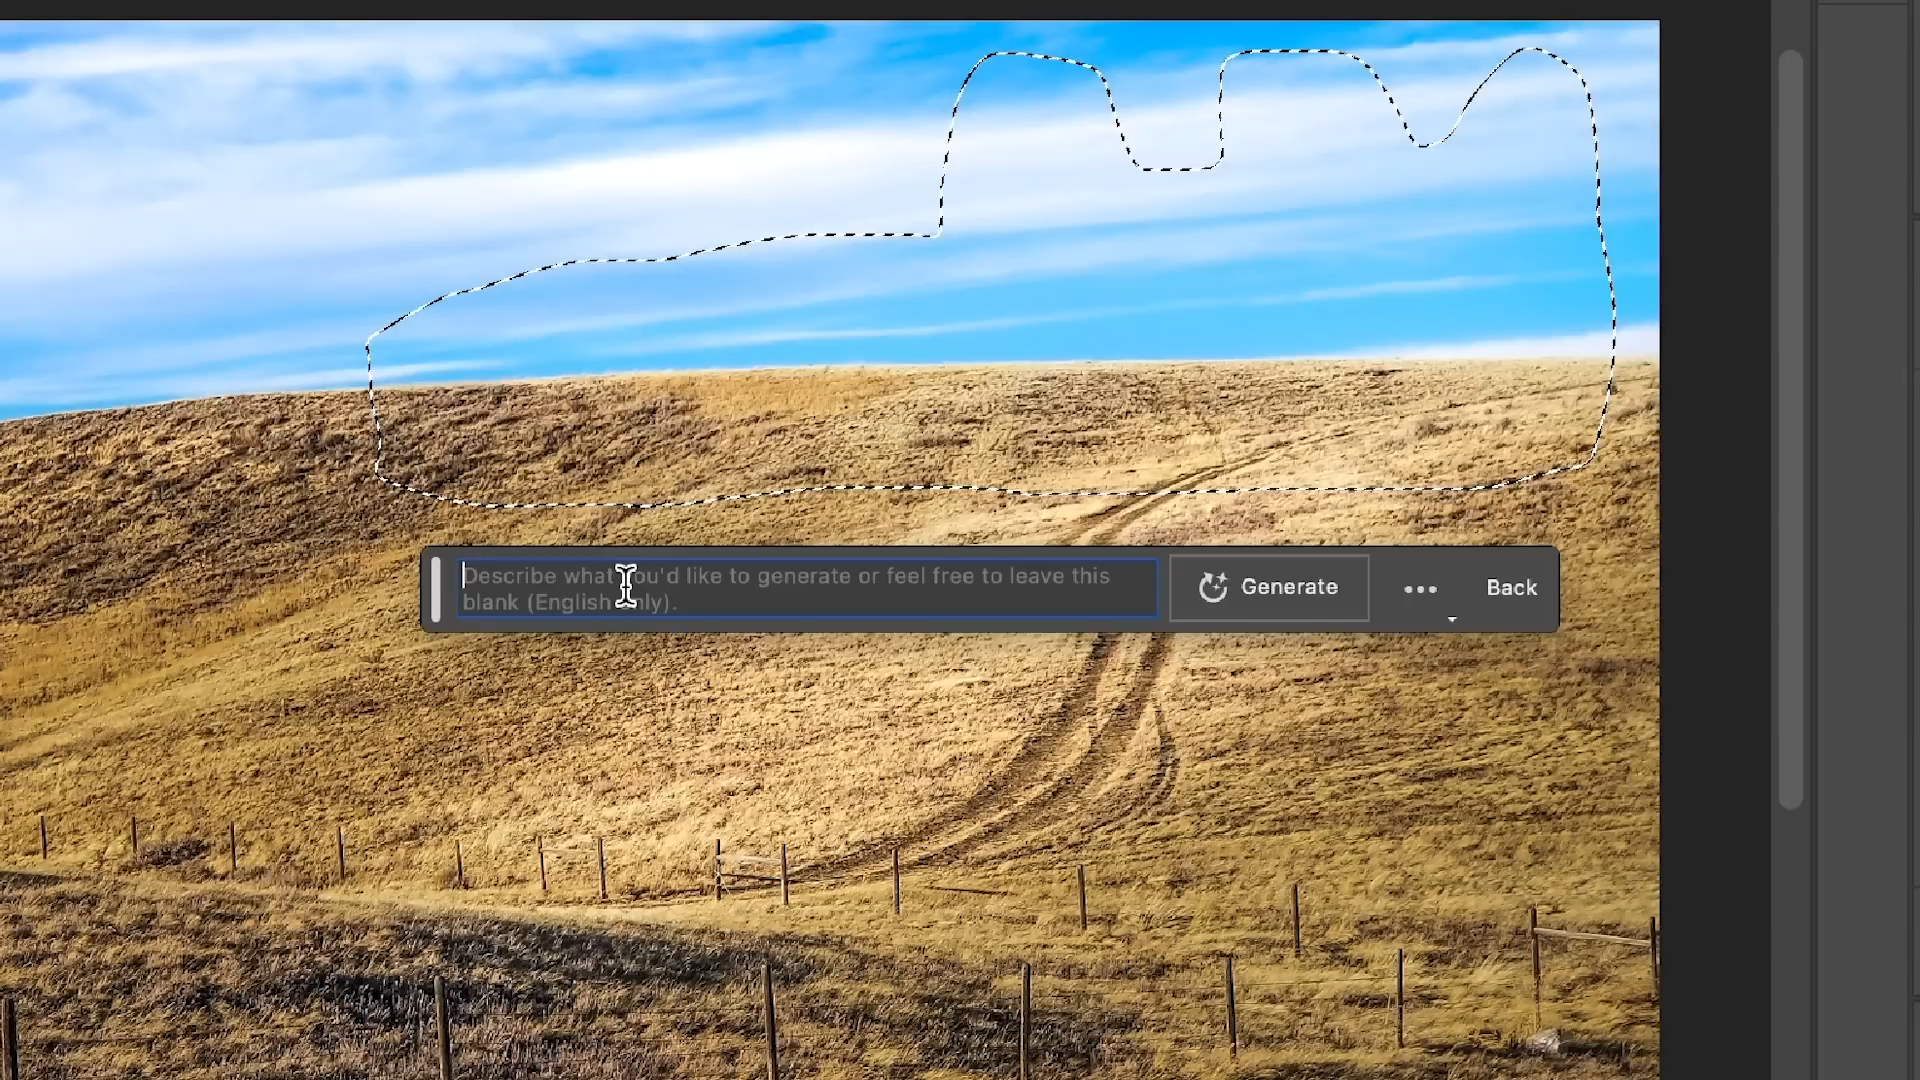 Describe what you'd like to generate or feel free to leave this
blank (English only).
Generate
Back